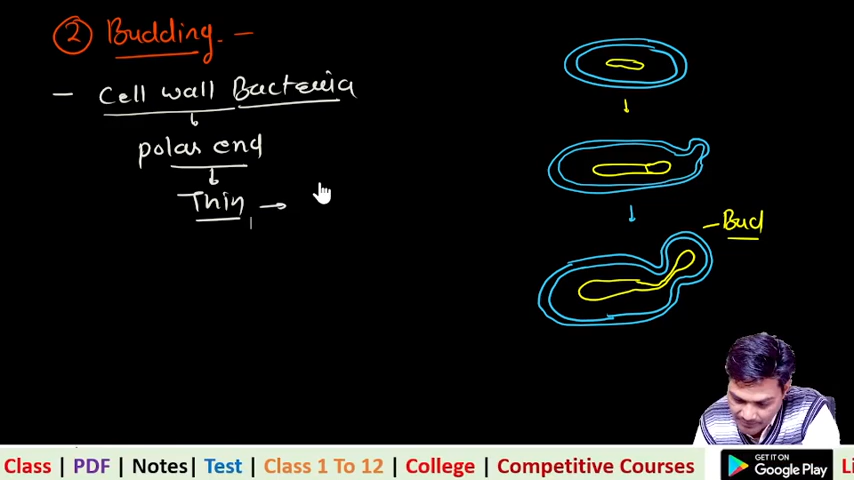 ② Budding. -
- Cell wall Bacteria
polar end
Thin →
- Bud
Class | PDF | Notes| Test | Class 1 To 12 | College | Competitive Courses
GET IT ON
Google Play
Li